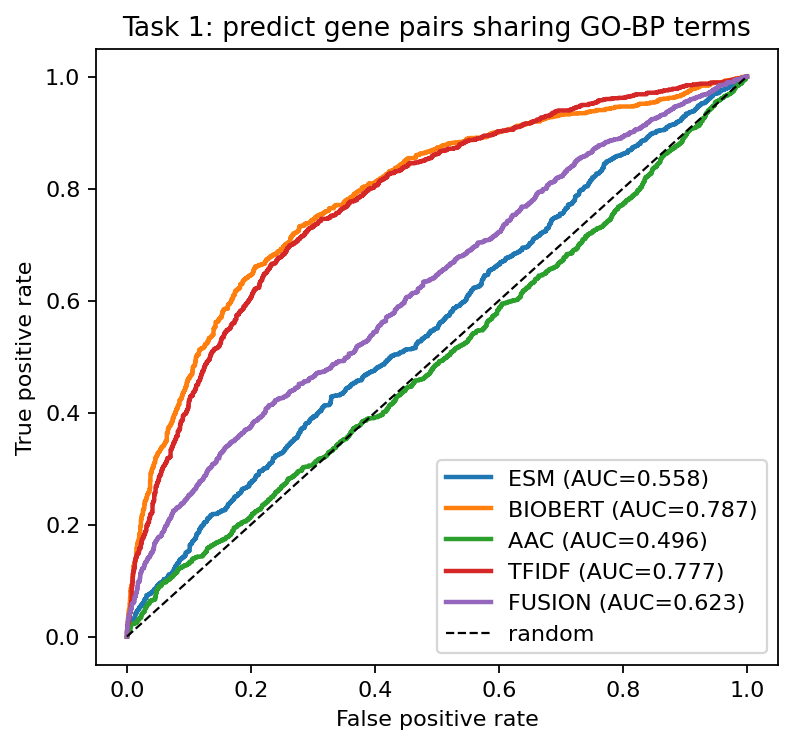 Task 1: predict gene pairs sharing GO-BP terms
True positive rate
1.0
0.8
0.6
0.4
0.2
0.0
ESM (AUC=0.558)
BIOBERT (AUC=0.787)
AAC (AUC=0.496)
TFIDF (AUC=0.777)
FUSION (AUC=0.623)
random
0.0 0.2 0.4 0.6 0.8 1.0
False positive rate